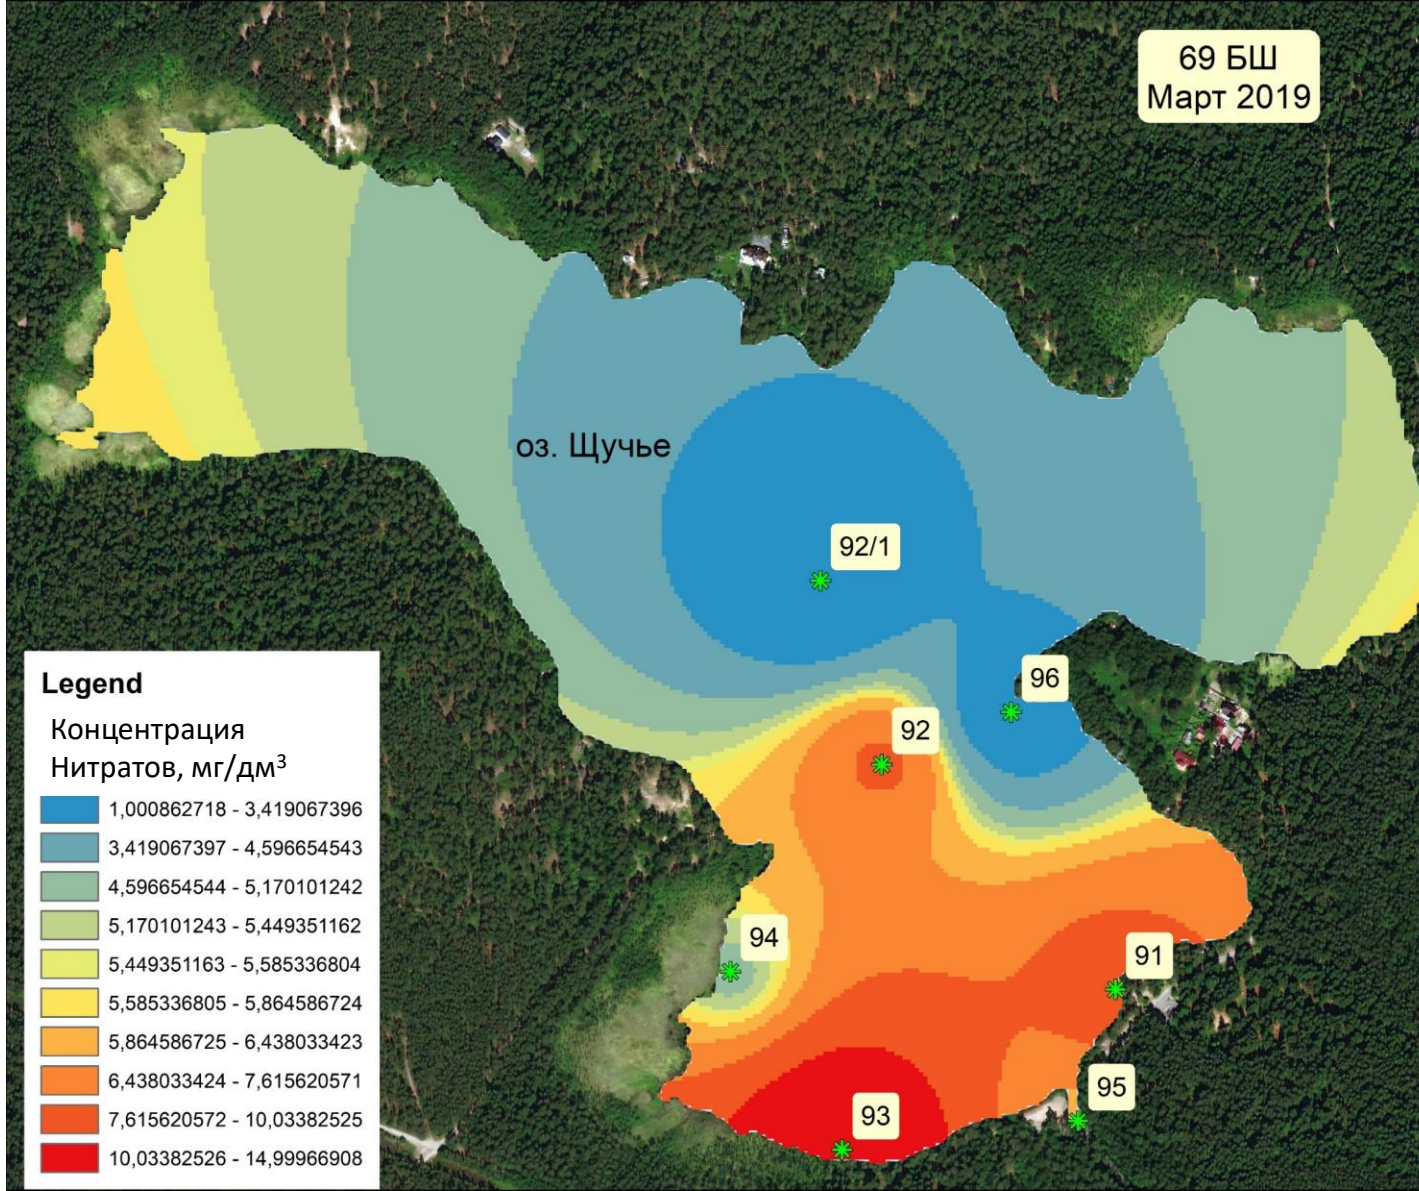 69 БШ
Март 2019
оз. Щучье
92/1
96
92
94
91
95
93
Legend
Концентрация
Нитратов, мг/дм³
1,000862718 - 3,419067396
3,419067397 - 4,596654543
4,596654544 - 5,170101242
5,170101243 - 5,449351162
5,449351163 - 5,585336804
5,585336805 - 5,864586724
5,864586725 - 6,438033423
6,438033424 - 7,615620571
7,615620572 - 10,03382525
10,03382526 - 14,99966908